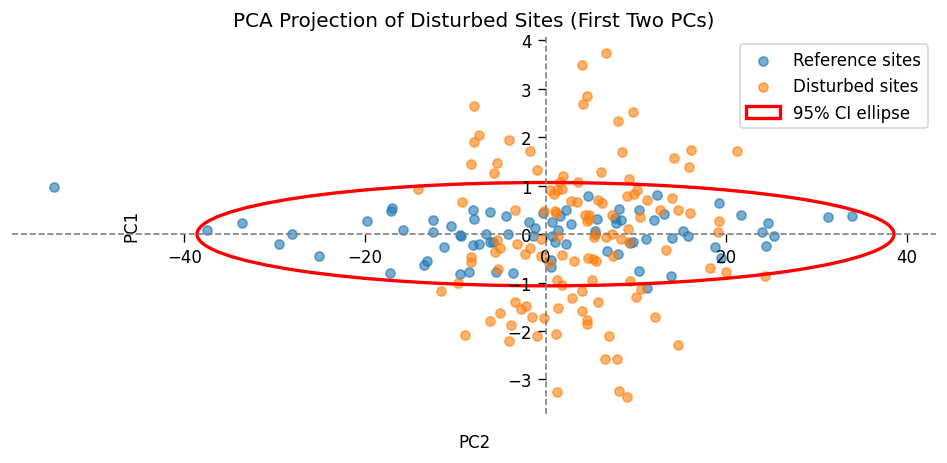 PCA Projection of Disturbed Sites (First Two PCs)
Reference sites
Disturbed sites
95% CI ellipse
4
3
2
1
0
−1
−2
−3
−40
−20
0
20
40
PC1
PC2